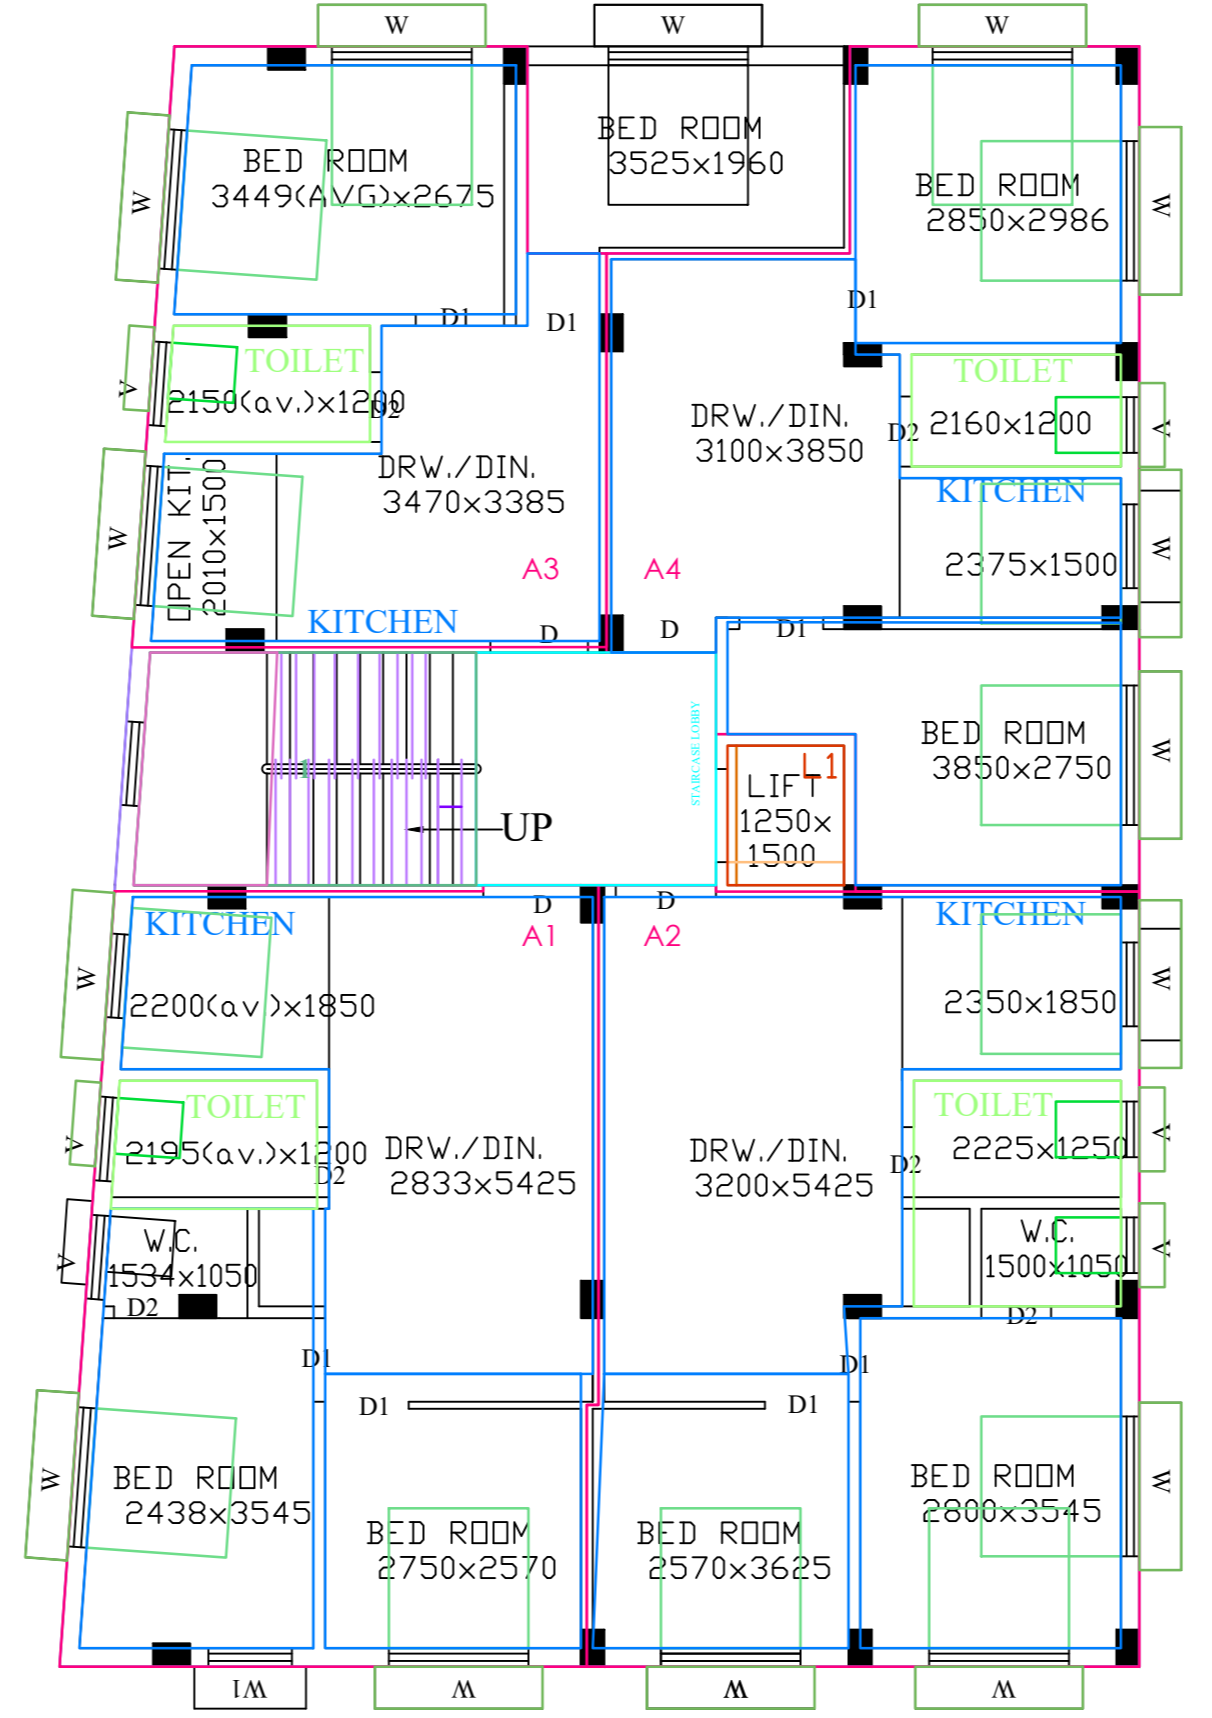 W
W
W
BED ROOM
3525x1960
BED ROOM
3449(AVG)x2675
BED ROOM
2850x2986
W
W
D1
D1
D1
TOILET
2150(av.)x1200
V
D2
TOILET
2160x1200
V
D2
DRW./DIN.
3100x3850
DRW./DIN.
3470x3385
OPEN KIT.
2010x1500
W
KITCHEN
2375x1500
W
A3
A4
KITCHEN
D
D
D1
BED ROOM
3850x2750
W
STAIRCASE LOBBY
L1
LIFT
1250x
1500
UP
D
D
KITCHEN
A1
A2
KITCHEN
W
2200(av.)x1850
2350x1850
W
TOILET
2195(av.)x1200
V
D2
DRW./DIN.
2833x5425
DRW./DIN.
3200x5425
TOILET
2225x1250
V
D2
W.C.
1534x1050
V
D2
W.C.
1500x1050
V
D2
D1
D1
D1
D1
BED ROOM
2438x3545
W
BED ROOM
2750x2570
BED ROOM
2570x3625
BED ROOM
2800x3545
W
W1
W
W
W